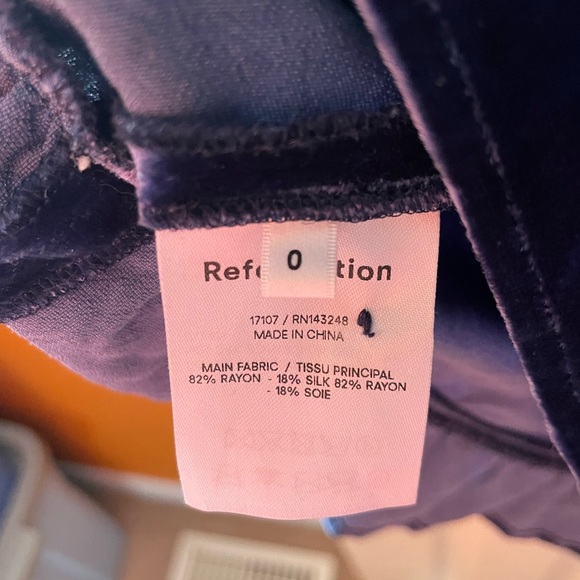 0
Ref tion
17107 / RN143248
MADE IN CHINA
MAIN FABRIC / TISSU PRINCIPAL
82% RAYON - 18% SILK 82% RAYON
- 18% SOIE